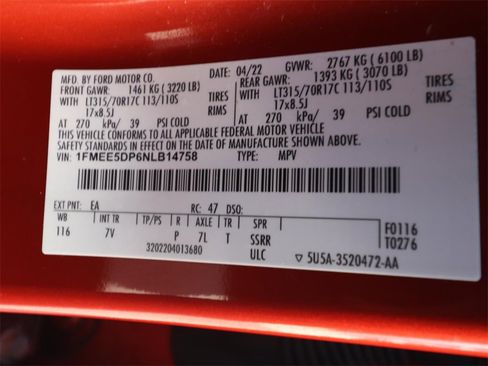 MFD. BY FORD MOTOR CO.
DATE: 04/22 GVWR: 2767 KG (6100 LB)
FRONT GAWR: 1461 KG (3220 LB) REAR GAWR: 1393 KG (3070 LB)
WITH LT315/70R17C 113/110S TIRES WITH LT315/70R17C 113/110S TIRES
17x8.5J RIMS 17x8.5J RIMS
AT 270 kPa/ 39 PSI COLD AT 270 kPa/ 39 PSI COLD
THIS VEHICLE CONFORMS TO ALL APPLICABLE FEDERAL MOTOR VEHICLE
SAFETY STANDARDS IN EFFECT ON THE DATE OF MANUFACTURE SHOWN ABOVE.
VIN: 1FMEE5DP6NLB14758 TYPE: MPV
EXT PNT: EA RC: 47 DSO:
WB INT TR TP/PS R AXLE TR SPR F0116
116 7V P 7L T SSRR T0276
3202204013680 ULC ▽ 5U5A-3520472-AA